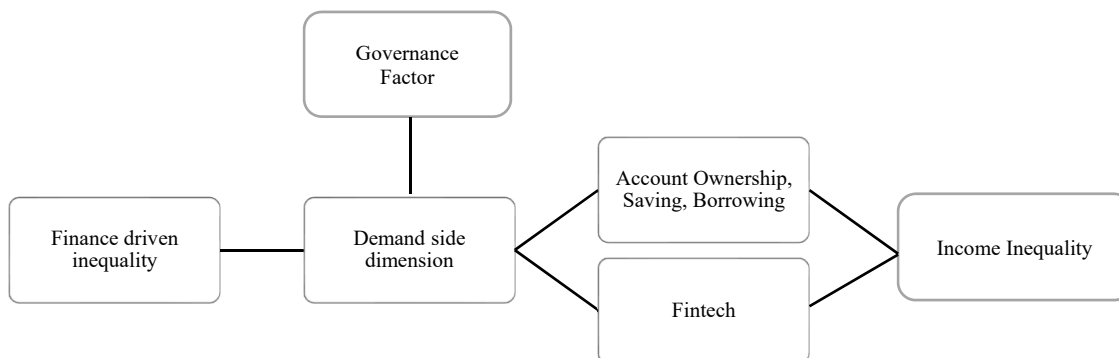 Governance
Factor
Finance driven
inequality
Demand side
dimension
Account Ownership,
Saving, Borrowing
Fintech
Income Inequality